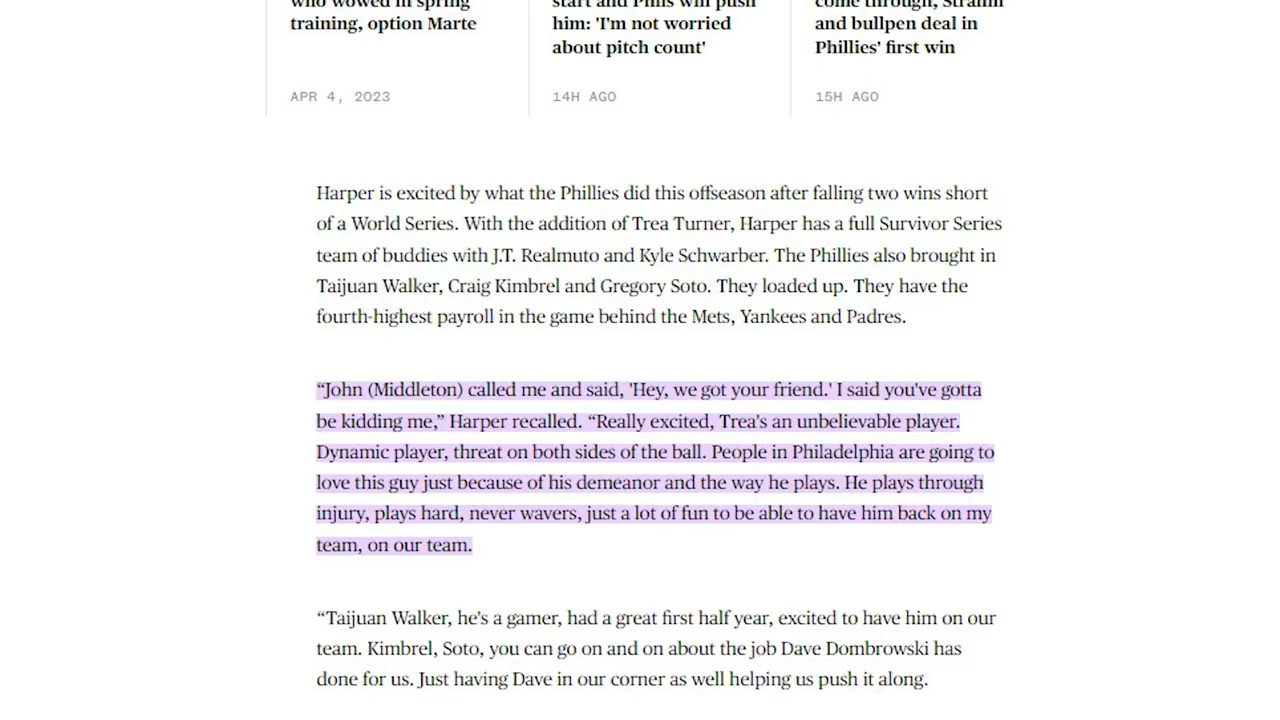 who wowed in spring
training, option Marte
APR 4, 2023
start and Phils will push
him: 'I'm not worried
about pitch count'
14H AGO
come through, Strahm
and bullpen deal in
Phillies' first win
15H AGO
Harper is excited by what the Phillies did this offseason after falling two wins short
of a World Series. With the addition of Trea Turner, Harper has a full Survivor Series
team of buddies with J.T. Realmuto and Kyle Schwarber. The Phillies also brought in
Taijuan Walker, Craig Kimbrel and Gregory Soto. They loaded up. They have the
fourth-highest payroll in the game behind the Mets, Yankees and Padres.
“John (Middleton) called me and said, 'Hey, we got your friend.' I said you've gotta
be kidding me,” Harper recalled. “Really excited, Trea's an unbelievable player.
Dynamic player, threat on both sides of the ball. People in Philadelphia are going to
love this guy just because of his demeanor and the way he plays. He plays through
injury, plays hard, never wavers, just a lot of fun to be able to have him back on my
team, on our team.
“Taijuan Walker, he's a gamer, had a great first half year, excited to have him on our
team. Kimbrel, Soto, you can go on and on about the job Dave Dombrowski has
done for us. Just having Dave in our corner as well helping us push it along.